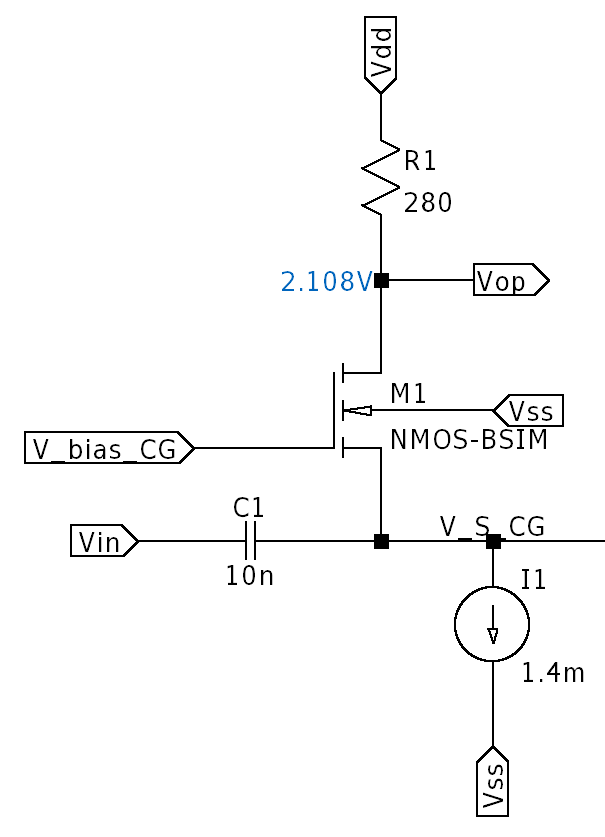 Vdd
R1
280
2.108V
Vop
M1
Vss
NMOS-BSIM
V_bias_CG
C1
V_S_CG
Vin
10n
I1
1.4m
Vss